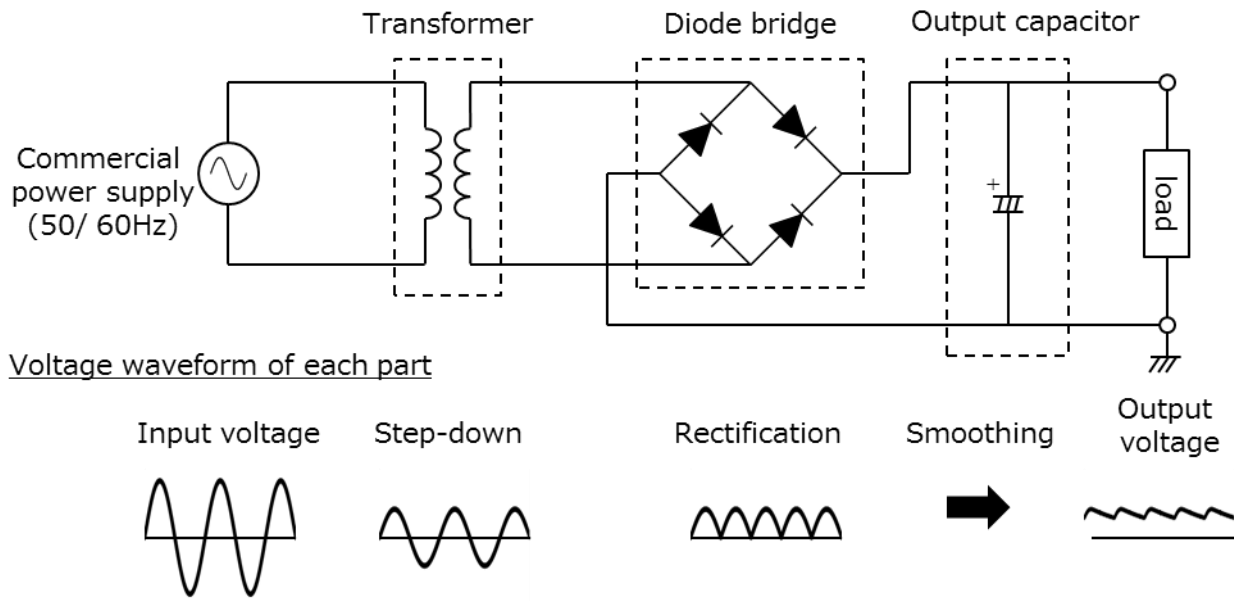 Transformer
Diode bridge
Output capacitor
Commercial
power supply
(50/ 60Hz)
+
load
Voltage waveform of each part
Input voltage
Step-down
Rectification
Smoothing
Output
voltage